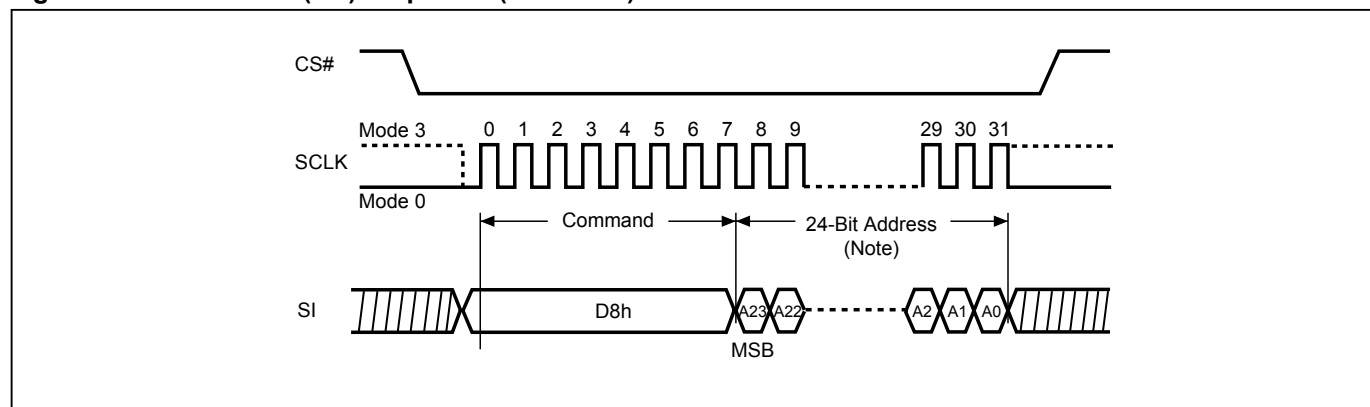 CS#
Mode 3 0 1 2 3 4 5 6 7 8 9 29 30 31
SCLK
Mode 0
Command 24-Bit Address
(Note)
SI D8h A23 A22 A2 A1 A0
MSB